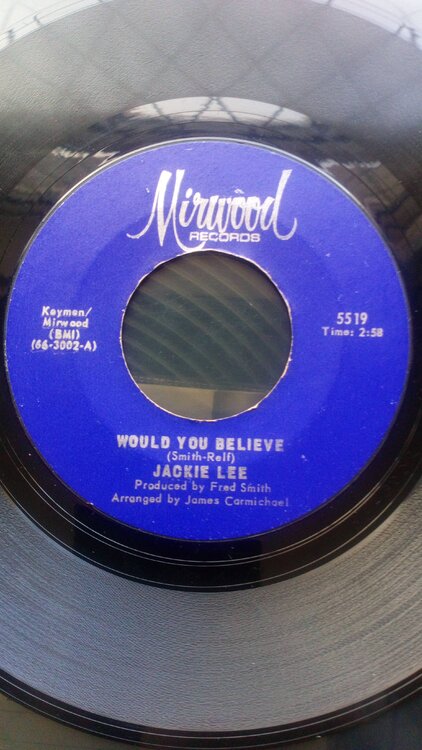 Mirwood
RECORDS
Keymen/
Mirwood
(BMI)
(66-3002-A)
5519
Time: 2:58
WOULD YOU BELIEVE
(Smith-Relf)
JACKIE LEE
Produced by Fred Smith
Arranged by James Carmichael